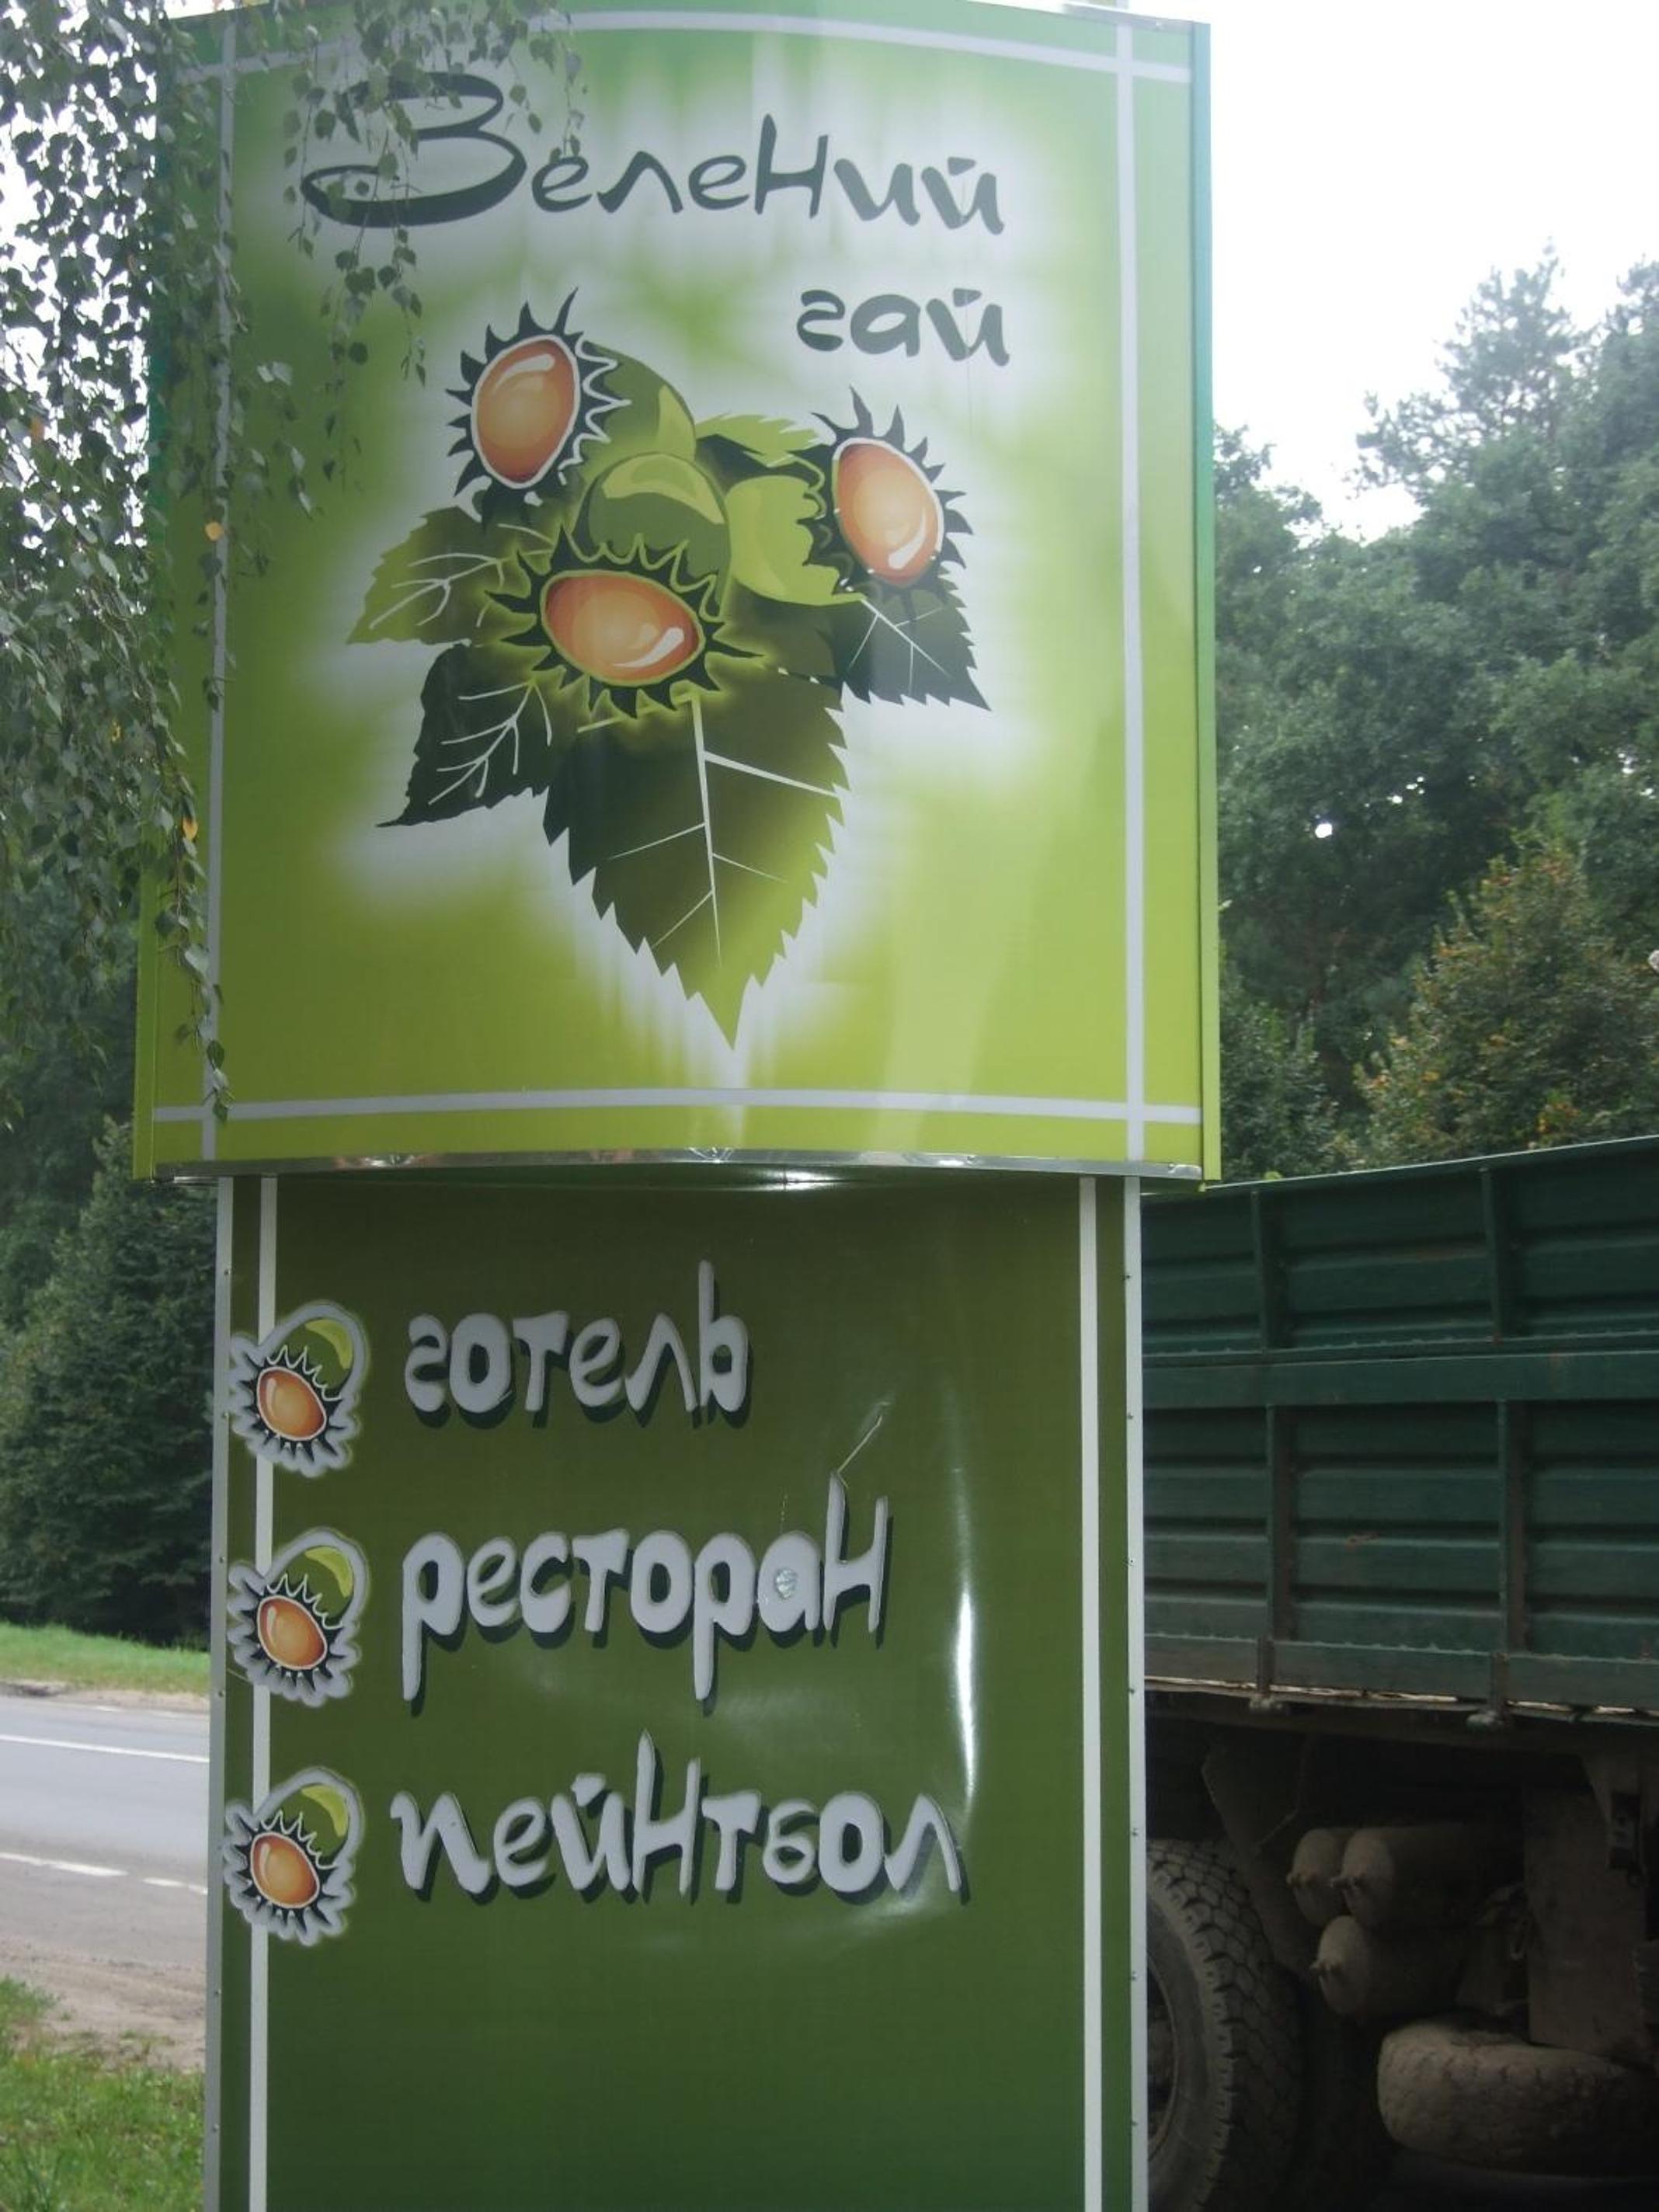 Зелений
гай
готель
ресторан
пейнтбол